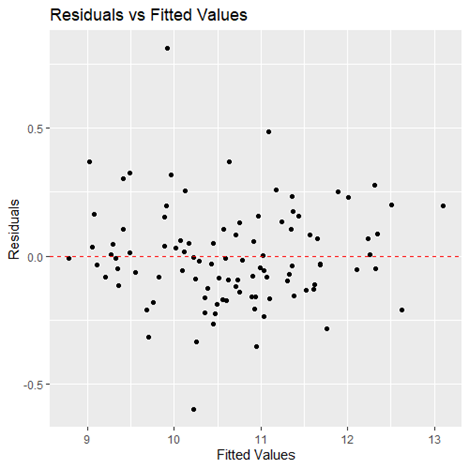 Residuals vs Fitted Values
0.5
0.0
-0.5
Residuals
9 10 11 12 13
Fitted Values